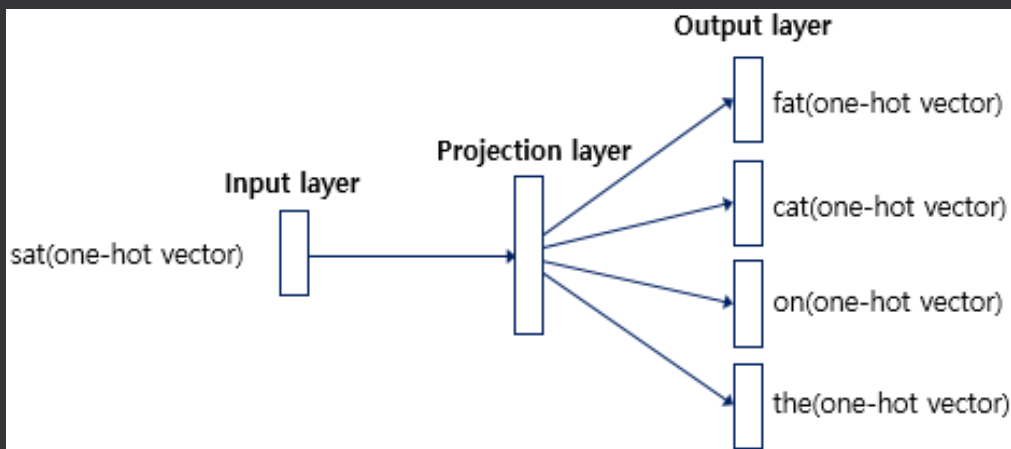 Output layer
fat(one-hot vector)
Projection layer
Input layer
cat(one-hot vector)
sat(one-hot vector)
on(one-hot vector)
the(one-hot vector)